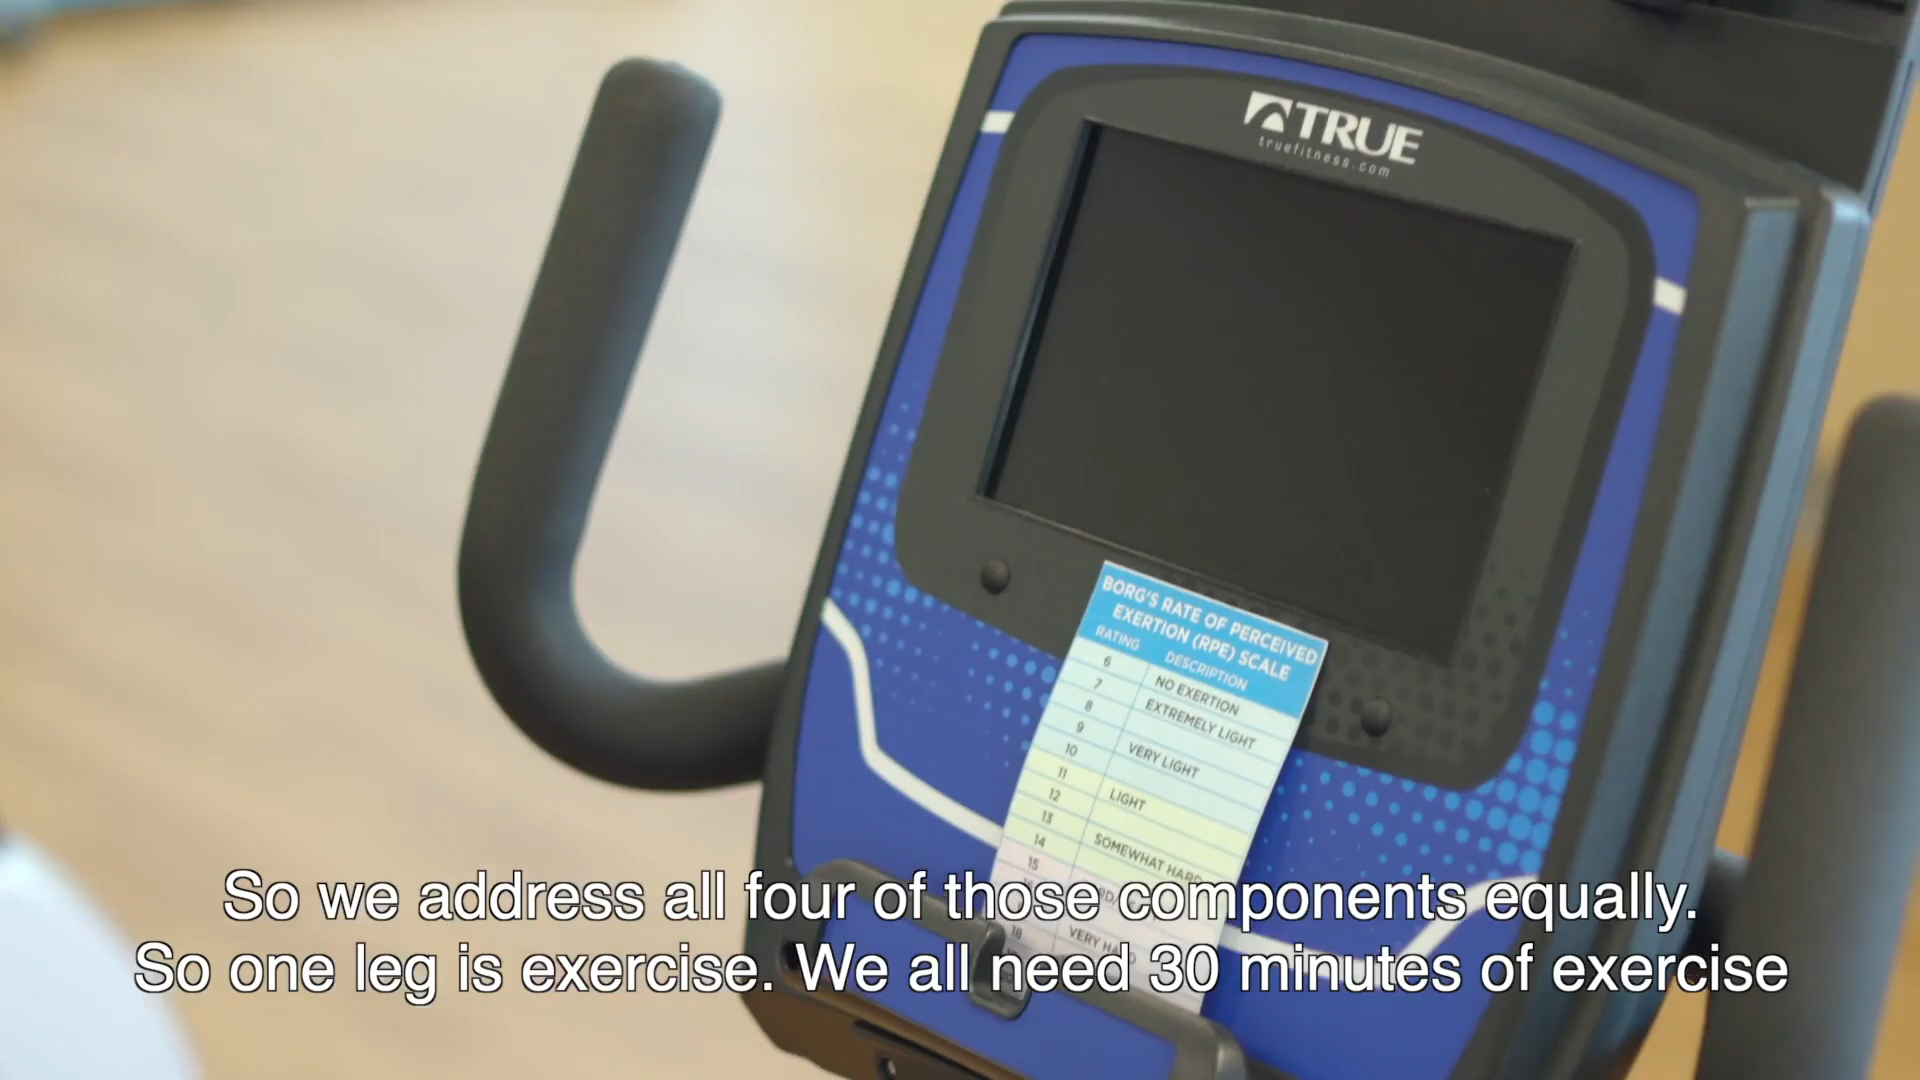 TRUE
truefitness.com
BORG'S RATE OF PERCEIVED
EXERTION (RPE) SCALE
RATING DESCRIPTION
6 NO EXERTION
7 EXTREMELY LIGHT
8
9 VERY LIGHT
10
11 LIGHT
12
13 SOMEWHAT HARD
14
15
18
So we address all four of those components equally.
So one leg is exercise. We all need 30 minutes of exercise